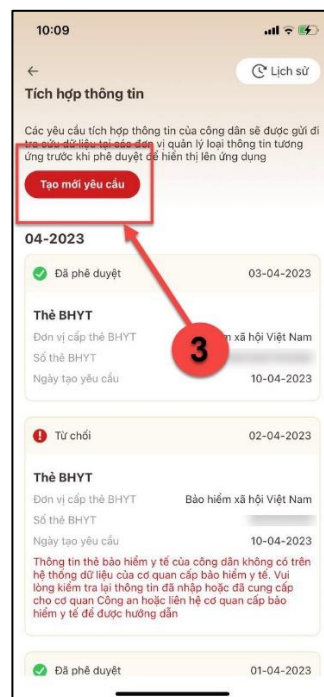 10:09
Lịch sử
Tích hợp thông tin
Các yêu cầu tích hợp thông tin của công dân sẽ được gửi đi
tra cứu dữ liệu tại các đơn vị quản lý loại thông tin tương
ứng trước khi phê duyệt để hiển thị lên ứng dụng
Tạo mới yêu cầu
04-2023
Đã phê duyệt 03-04-2023
Thẻ BHYT
Đơn vị cấp thẻ BHYT xã hội Việt Nam
3
Số thẻ BHYT
Ngày tạo yêu cầu 10-04-2023
Từ chối 02-04-2023
Thẻ BHYT
Đơn vị cấp thẻ BHYT Bảo hiểm xã hội Việt Nam
Số thẻ BHYT
Ngày tạo yêu cầu 10-04-2023
Thông tin thẻ bảo hiểm y tế của công dân không có trên
hệ thống dữ liệu của cơ quan cấp bảo hiểm y tế. Vui
lòng kiểm tra lại thông tin đã nhập hoặc đã cung cấp
cho cơ quan Công an hoặc liên hệ cơ quan cấp bảo
hiểm y tế để được hướng dẫn
Đã phê duyệt 01-04-2023